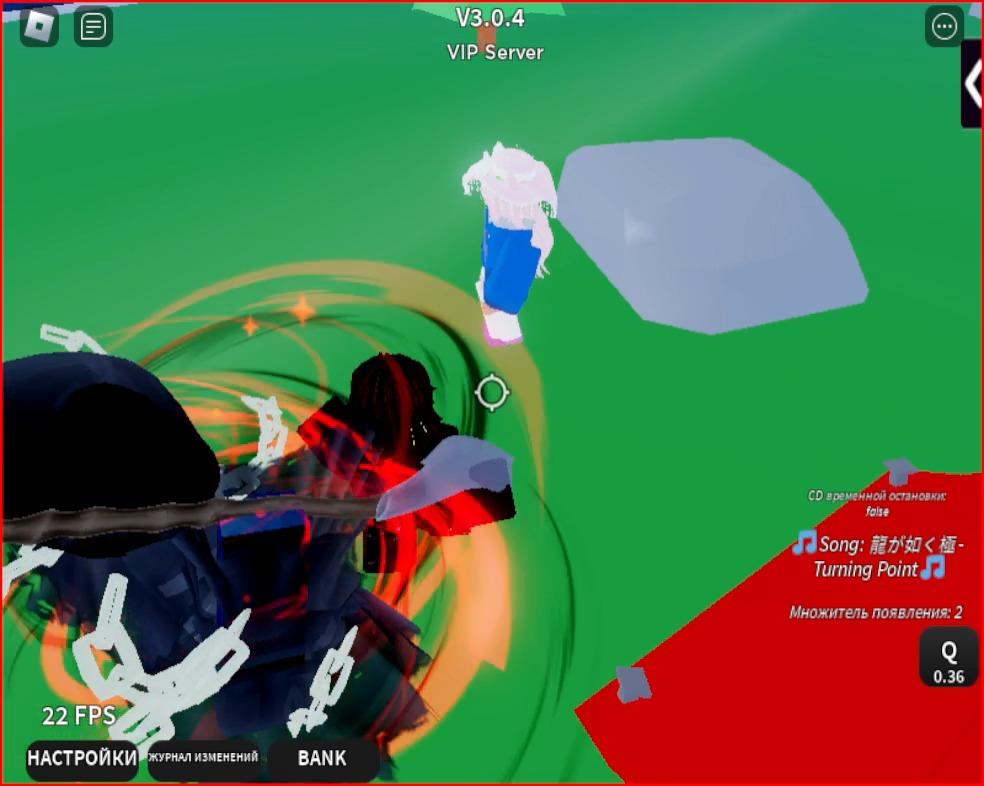 V3.0.4
VIP Server
CD временной остановки:
false
🎵Song: 龍が如く極 -
Turning Point🎵
Множитель появления: 2
Q
0.36
22 FPS
НАСТРОЙКИ
ЖУРНАЛ ИЗМЕНЕНИЙ
BANK